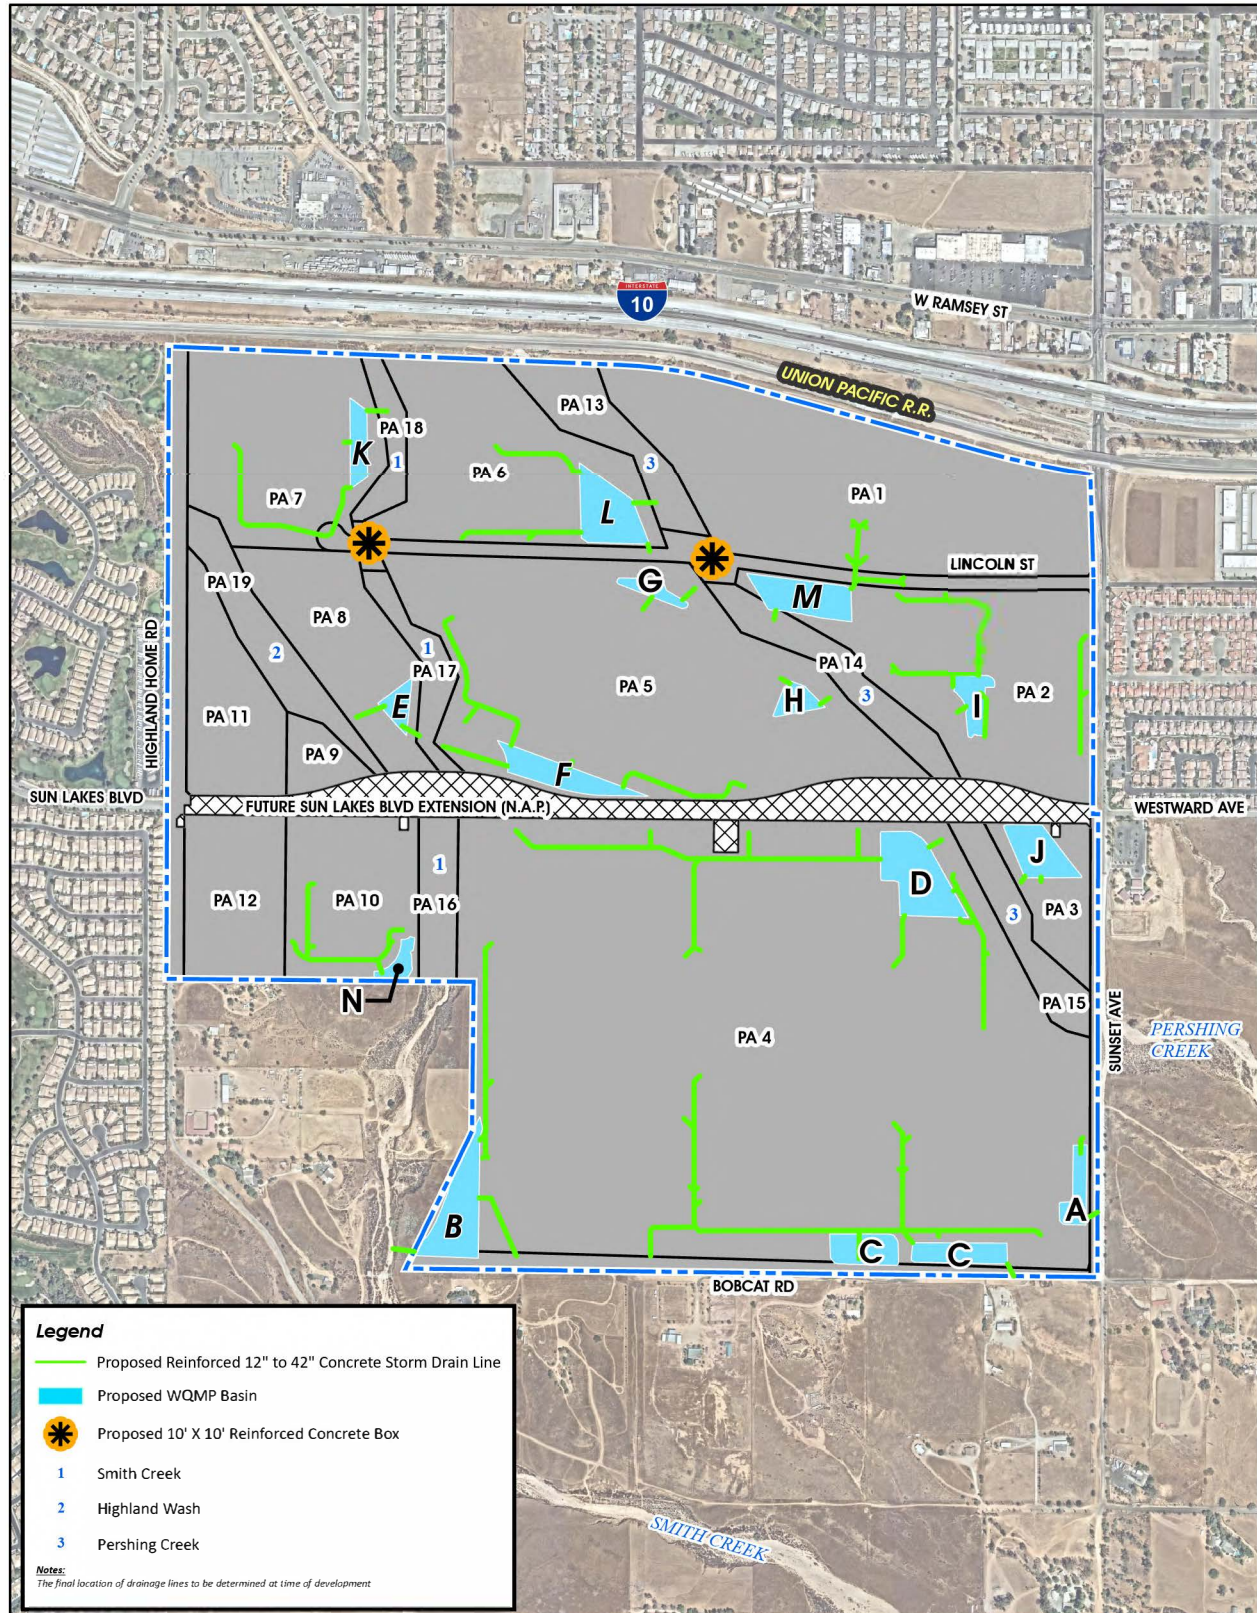 INTERSTATE
10
W RAMSEY ST
UNION PACIFIC R.R.
PA 13
PA 18
K
1
3
PA 6
PA 7
L
PA 1
LINCOLN ST
PA 19
G
M
PA 8
HIGHLAND HOME RD
2
1
PA 17
PA 14
PA 5
3
PA 2
E
H
I
PA 11
PA 9
F
SUN LAKES BLVD
FUTURE SUN LAKES BLVD EXTENSION (N.A.P.)
WESTWARD AVE
J
1
D
PA 12
PA 10
PA 16
3
PA 3
N
PA 15
PA 4
SUNSET AVE
PERSHING
CREEK
A
B
C
C
BOBCAT RD
Legend
Proposed Reinforced 12" to 42" Concrete Storm Drain Line
Proposed WQMP Basin
Proposed 10' X 10' Reinforced Concrete Box
1 Smith Creek
2 Highland Wash
3 Pershing Creek
Notes:
The final location of drainage lines to be determined at time of development
SMITH CREEK